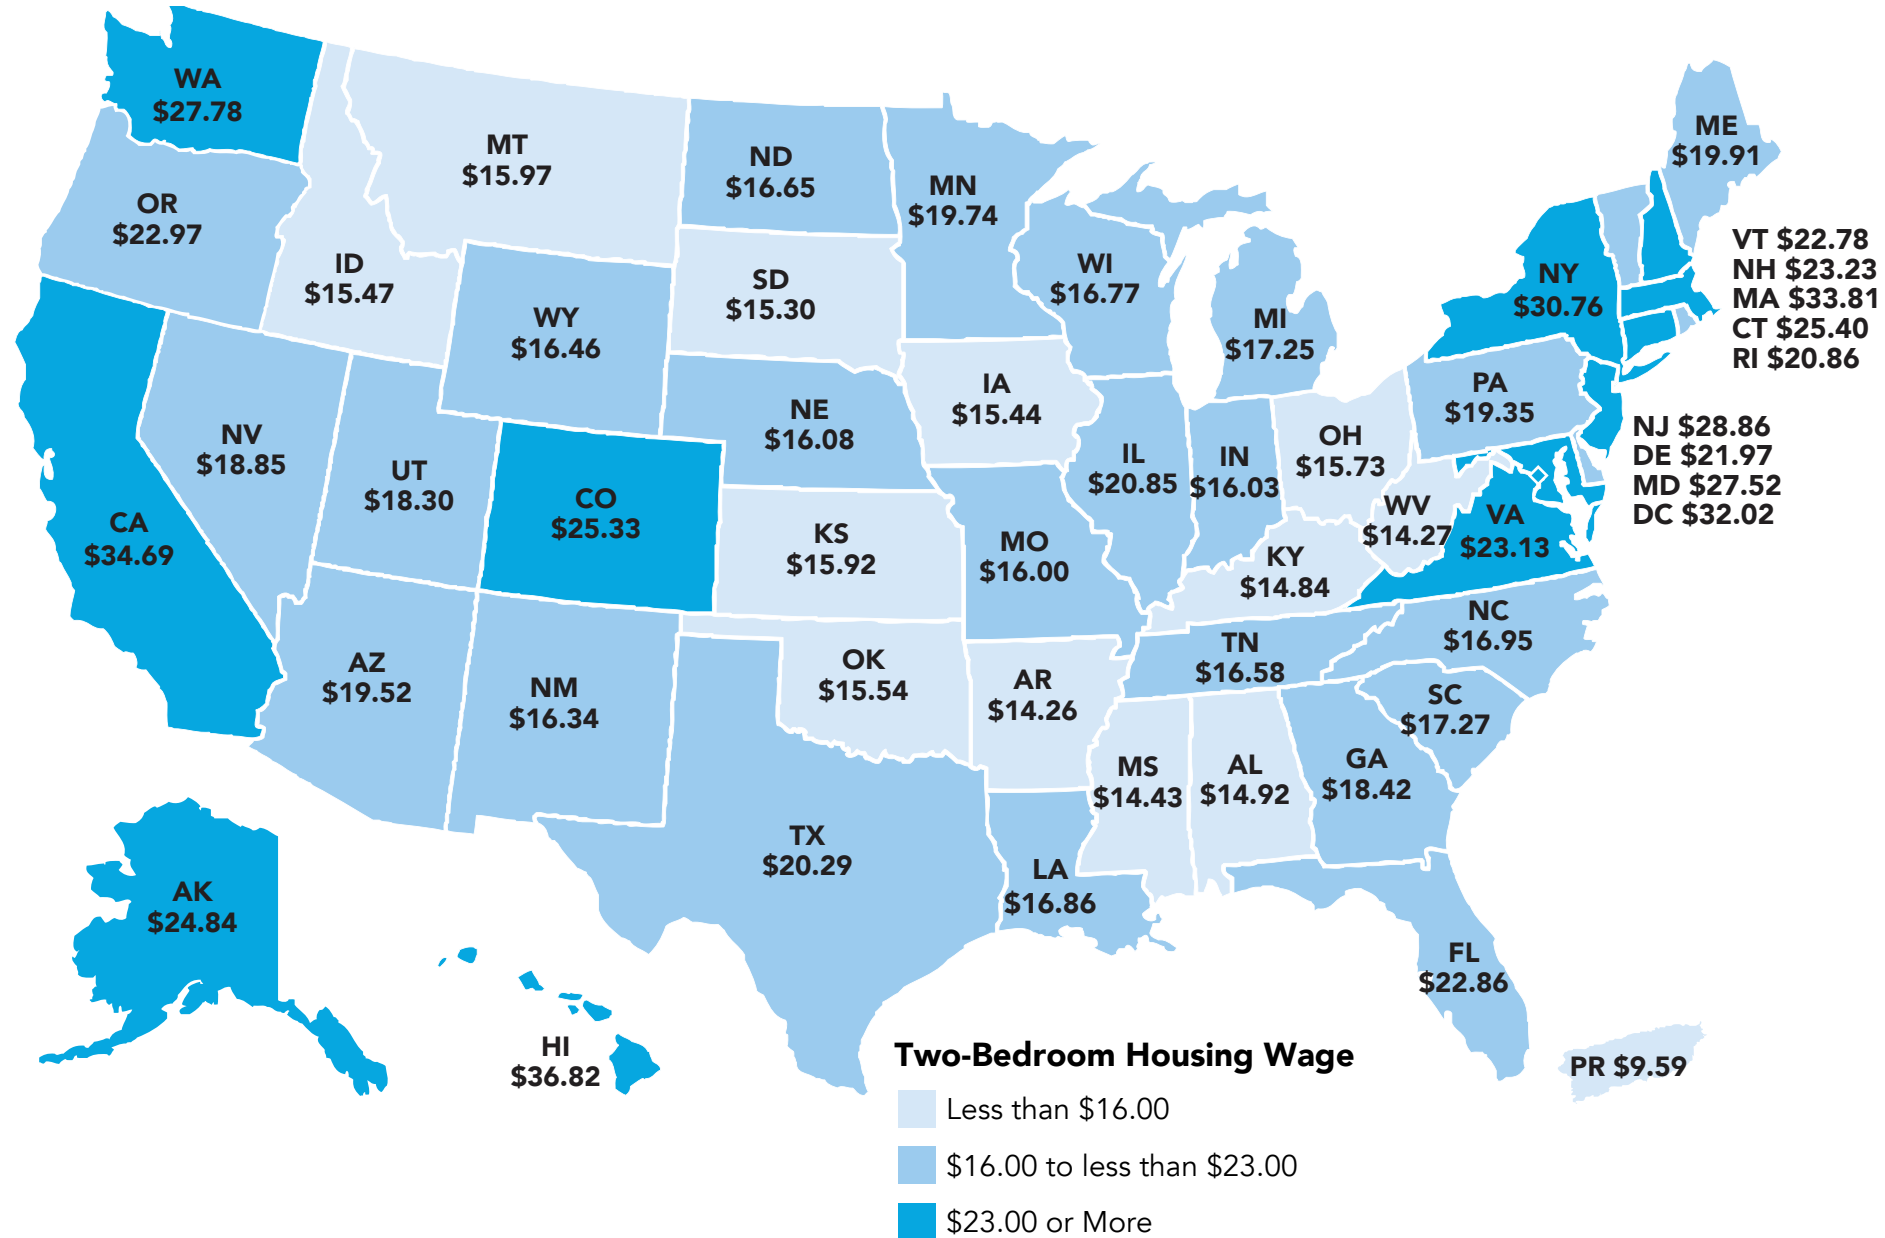 WA
$27.78
OR
$22.97
CA
$34.69
ID
$15.47
NV
$18.85
MT
$15.97
WY
$16.46
UT
$18.30
CO
$25.33
AZ
$19.52
NM
$16.34
ND
$16.65
SD
$15.30
NE
$16.08
KS
$15.92
OK
$15.54
TX
$20.29
MN
$19.74
IA
$15.44
MO
$16.00
AR
$14.26
LA
$16.86
WI
$16.77
IL
$20.85
MI
$17.25
IN
$16.03
OH
$15.73
KY
$14.84
TN
$16.58
MS
$14.43
AL
$14.92
GA
$18.42
FL
$22.86
SC
$17.27
NC
$16.95
VA
$23.13
WV
$14.27
PA
$19.35
NY
$30.76
ME
$19.91
VT $22.78
NH $23.23
MA $33.81
CT $25.40
RI $20.86
NJ $28.86
DE $21.97
MD $27.52
DC $32.02
AK
$24.84
HI
$36.82
PR $9.59
Two-Bedroom Housing Wage
Less than $16.00
$16.00 to less than $23.00
$23.00 or More